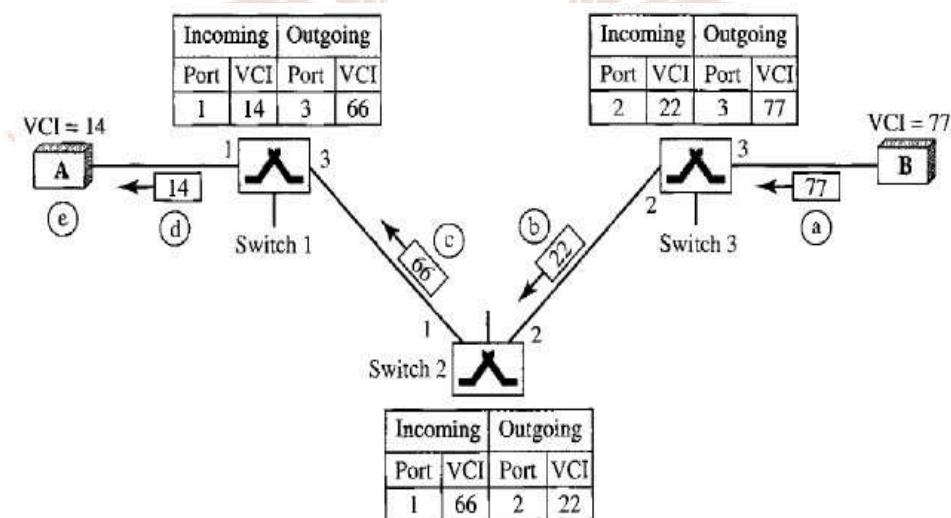 Incoming Outgoing
Port VCI Port VCI
1 14 3 66
Incoming Outgoing
Port VCI Port VCI
2 22 3 77
VCI = 14
VCI = 77
A
1
3
3
B
14
77
2
e
d
Switch 1
c
b
Switch 3
a
66
22
1
2
Switch 2
Incoming Outgoing
Port VCI Port VCI
1 66 2 22